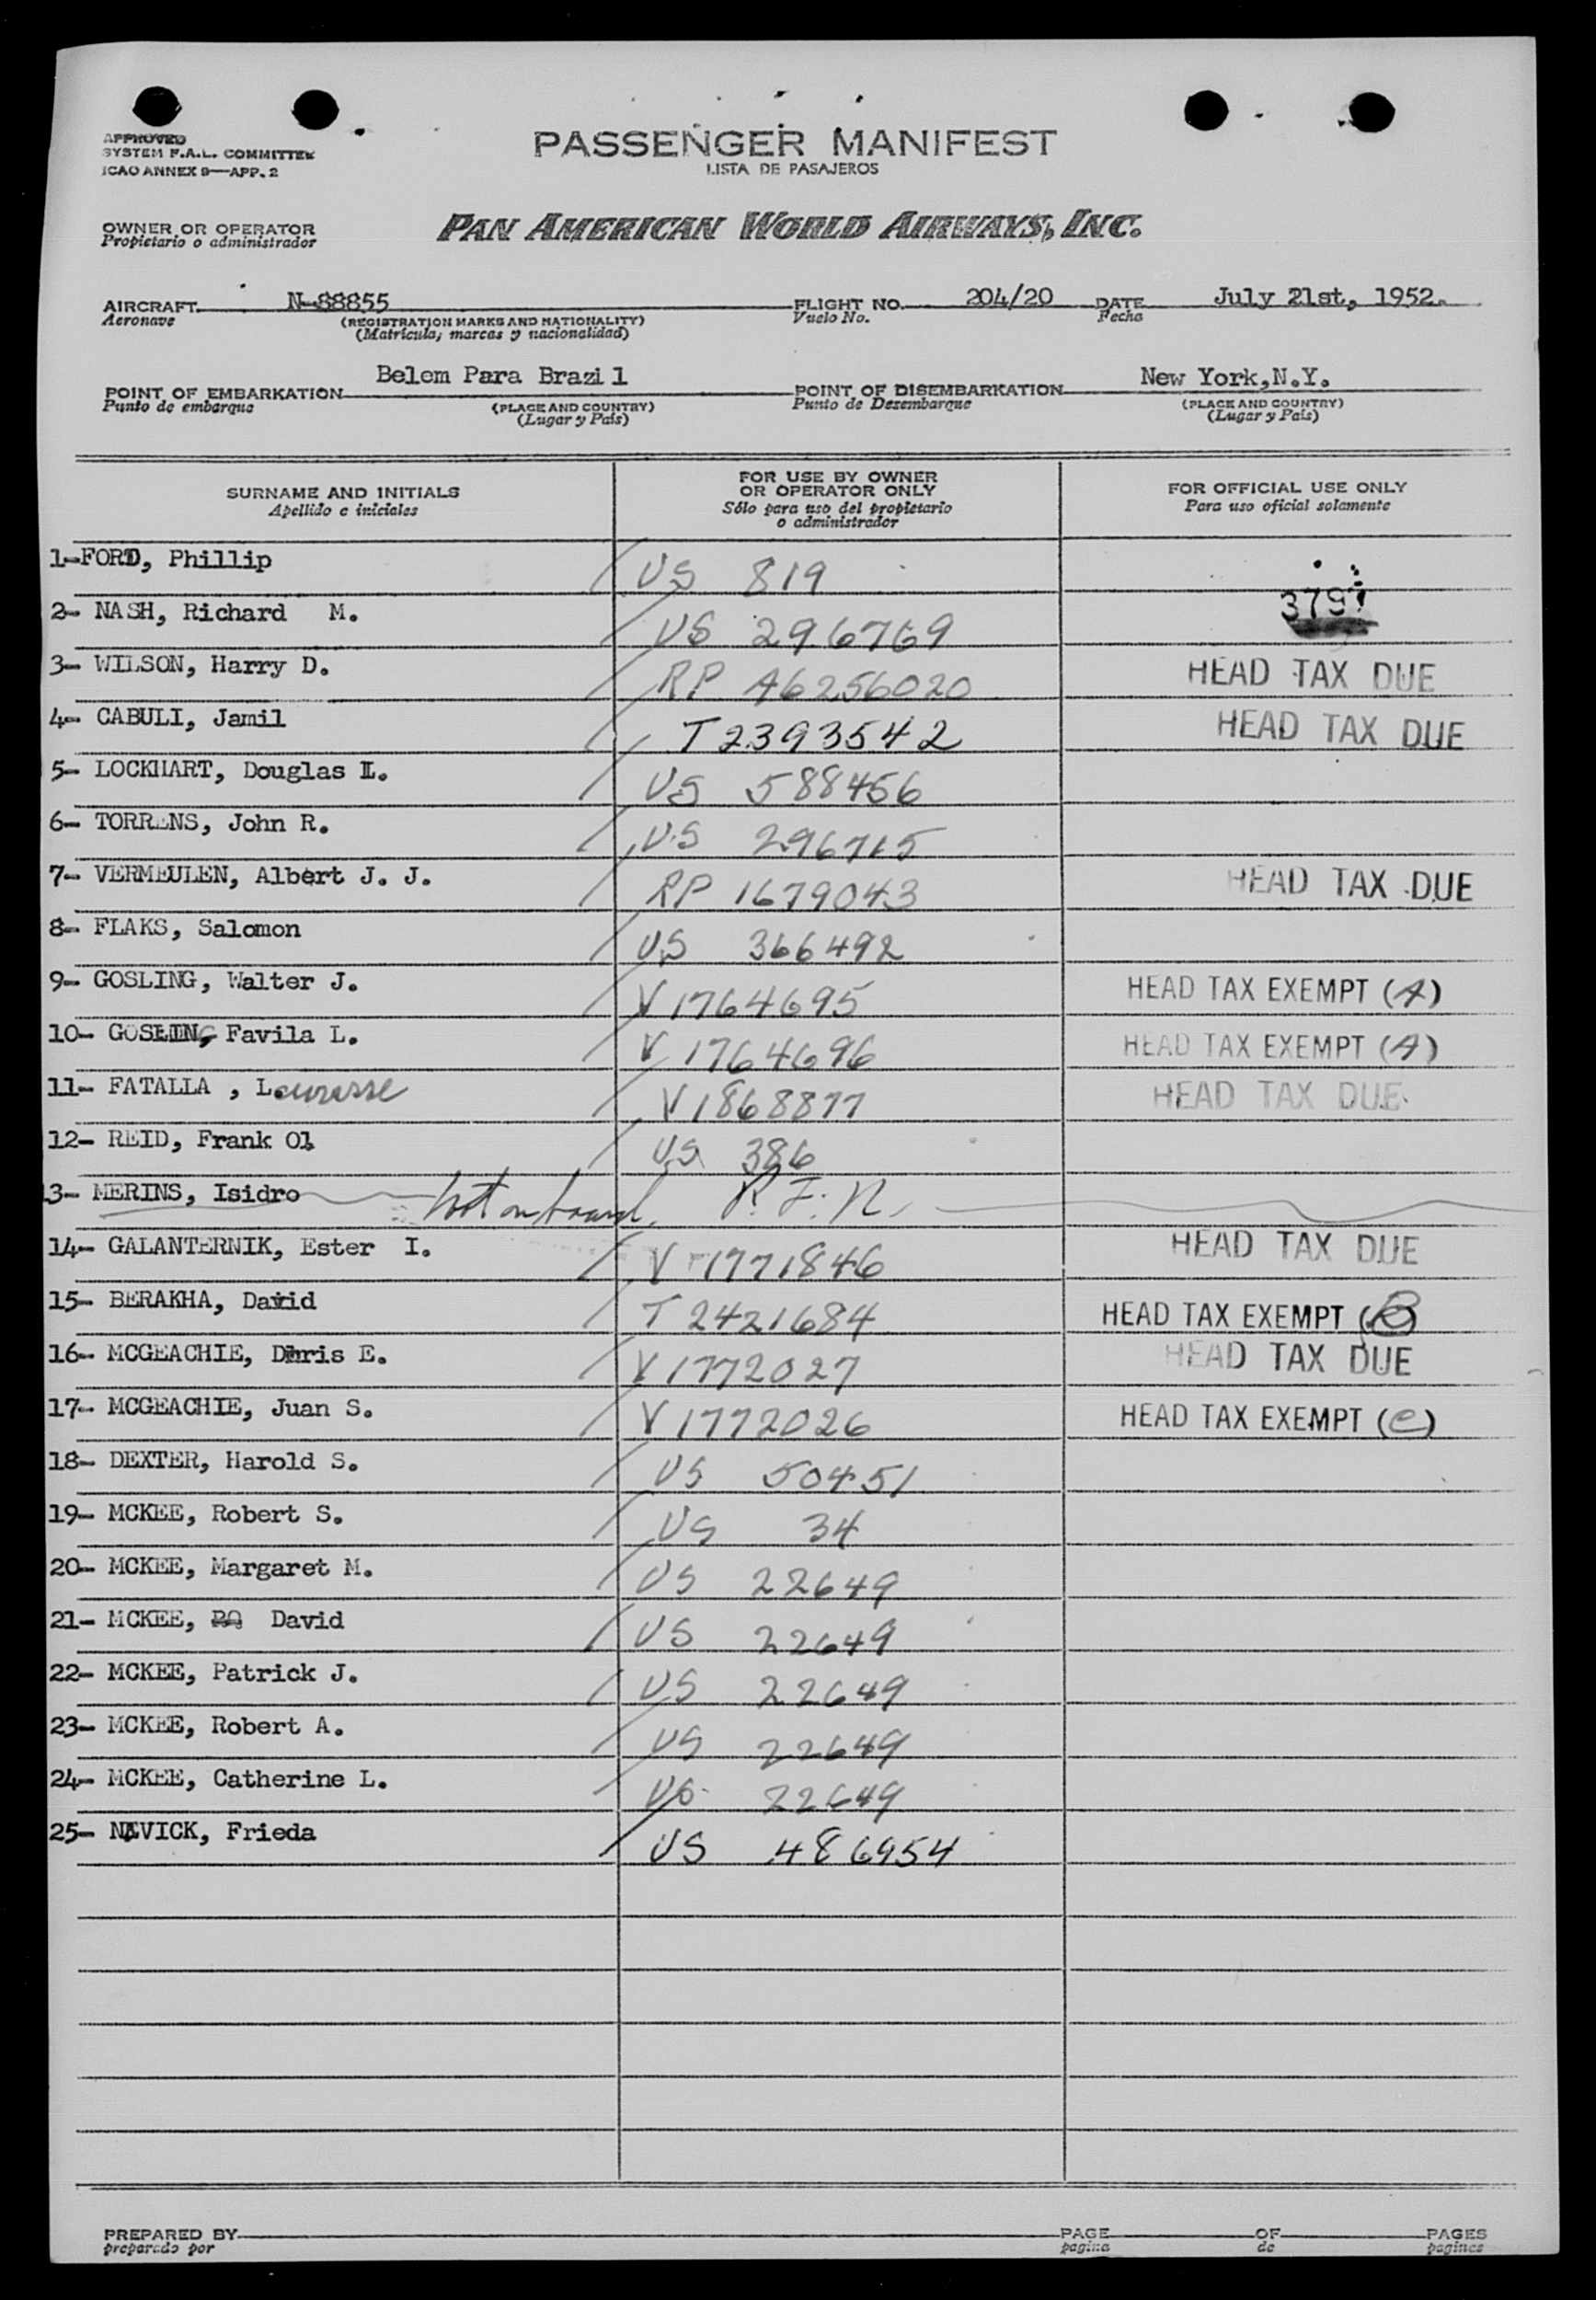 APPROVED
SYSTEM F.A.L. COMMITTEE
ICAO ANNEX 9—APP. 2
PASSENGER MANIFEST
LISTA DE PASAJEROS
OWNER OR OPERATOR
Propietario o administrador
PAN AMERICAN WORLD AIRWAYS, INC.
AIRCRAFT N-88855 FLIGHT NO. 204/20 DATE July 21st, 1952.
Aeronave (REGISTRATION MARKS AND NATIONALITY) Vuelo No. Fecha
(Matrícula, marcas y nacionalidad)
POINT OF EMBARKATION Belem Para Brazil POINT OF DISEMBARKATION New York,N.Y.
Punto de embarque (PLACE AND COUNTRY) Punto de Desembarque (PLACE AND COUNTRY)
(Lugar y País) (Lugar y País)
SURNAME AND INITIALS FOR USE BY OWNER OR OPERATOR ONLY FOR OFFICIAL USE ONLY
Apellido e iniciales Sólo para uso del propietario o administrador Para uso oficial solamente
1-FORD, Phillip US 819
2- NASH, Richard M. US 296769
3- WILSON, Harry D. RP A6256020 HEAD TAX DUE
4- CABULI, Jamil T 2393542 HEAD TAX DUE
5- LOCKHART, Douglas L. US 588456
6- TORRENS, John R. US 296715
7- VERMEULEN, Albert J. J. RP 1679043 HEAD TAX DUE
8- FLAKS, Salomon US 366492
9- GOSLING, Walter J. V 1764695 HEAD TAX EXEMPT (A)
10- GOSLING, Favila L. V 1764696 HEAD TAX EXEMPT (A)
11- FATALLA , V 1868877 HEAD TAX DUE
12- REID, Frank US 386
3- MERINS, Isidro Not on board.
14- GALANTERNIK, Ester I. V 1771846 HEAD TAX DUE
15- BERAKHA, David T 2421684 HEAD TAX EXEMPT (B)
16- MCGEACHIE, Doris E. V 1772027 HEAD TAX DUE
17- MCGEACHIE, Juan S. V 1772026 HEAD TAX EXEMPT (C)
18- DEXTER, Harold S. US 50451
19- MCKEE, Robert S. US 34
20- MCKEE, Margaret M. US 22649
21- MCKEE, David US 22649
22- MCKEE, Patrick J. US 22649
23- MCKEE, Robert A. US 22649
24- MCKEE, Catherine L. US 22649
25- NAVICK, Frieda US 486954
PREPARED BY PAGE OF PAGES
preparado por pagina de pagines